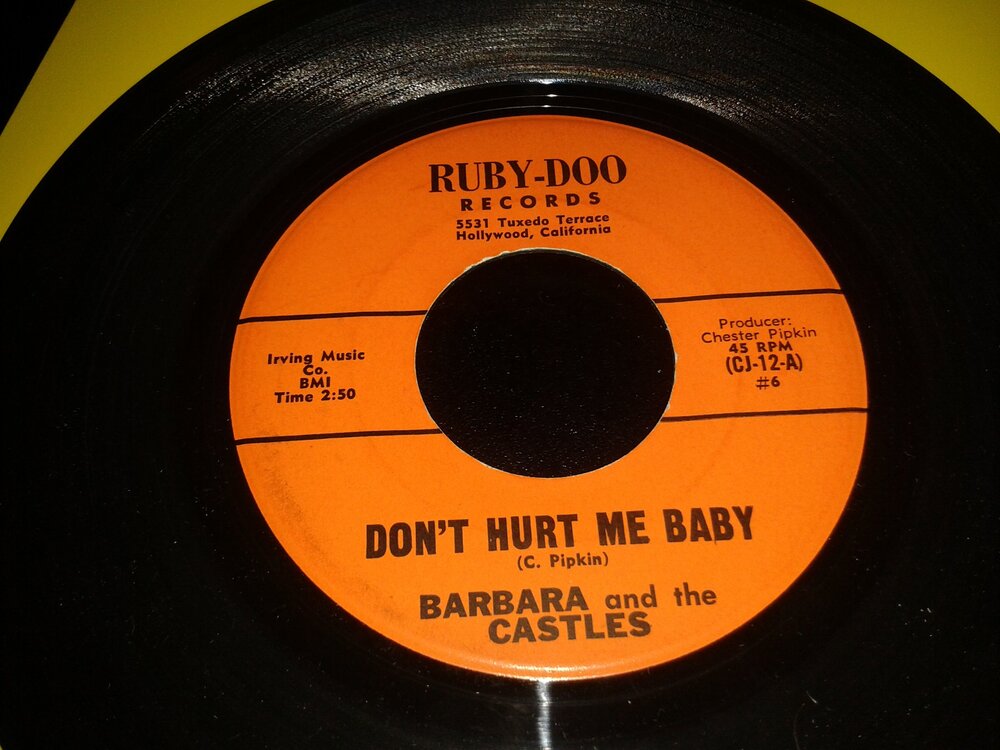 RUBY-DOO
RECORDS
5531 Tuxedo Terrace
Hollywood, California
Irving Music
Co.
BMI
Time 2:50
Producer:
Chester Pipkin
45 RPM
(CJ-12-A)
#6
DON'T HURT ME BABY
(C. Pipkin)
BARBARA and the
CASTLES